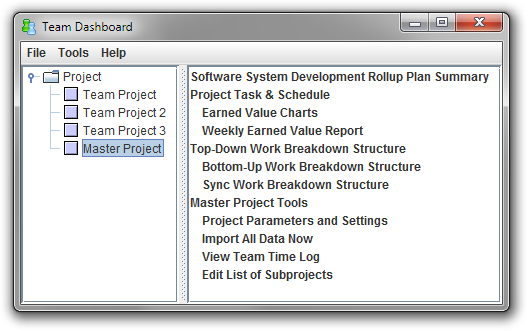 Team Dashboard
File Tools Help
Project
Team Project
Team Project 2
Team Project 3
Master Project
Software System Development Rollup Plan Summary
Project Task & Schedule
Earned Value Charts
Weekly Earned Value Report
Top-Down Work Breakdown Structure
Bottom-Up Work Breakdown Structure
Sync Work Breakdown Structure
Master Project Tools
Project Parameters and Settings
Import All Data Now
View Team Time Log
Edit List of Subprojects